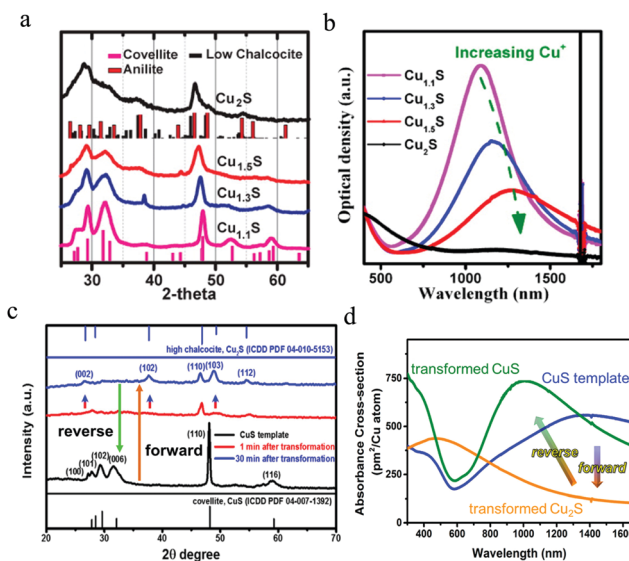 a
Covellite
Low Chalcocite
Anilite
Cu2S
Cu1.5S
Cu1.3S
Cu1.1S
30 40 50 60
2-theta
b
Optical density (a.u.)
Increasing Cu+
Cu1.1S
Cu1.3S
Cu1.5S
Cu2S
500 1000 1500
Wavelength (nm)
c
Intensity (a.u.)
high chalcocite, Cu2S (ICDD PDF 04-010-5153)
(002) (102) (110) (103) (112)
reverse
forward
(110)
CuS template
1 min after transformation
30 min after transformation
(100) (101) (102) (006) (116)
covellite, CuS (ICDD PDF 04-007-1392)
20 30 40 50 60 70
2θ degree
d
Absorbance Cross-section
(pm2/Cu atom)
750
500
250
0
transformed CuS
CuS template
reverse
forward
transformed Cu2S
400 600 800 1000 1200 1400 1600
Wavelength (nm)